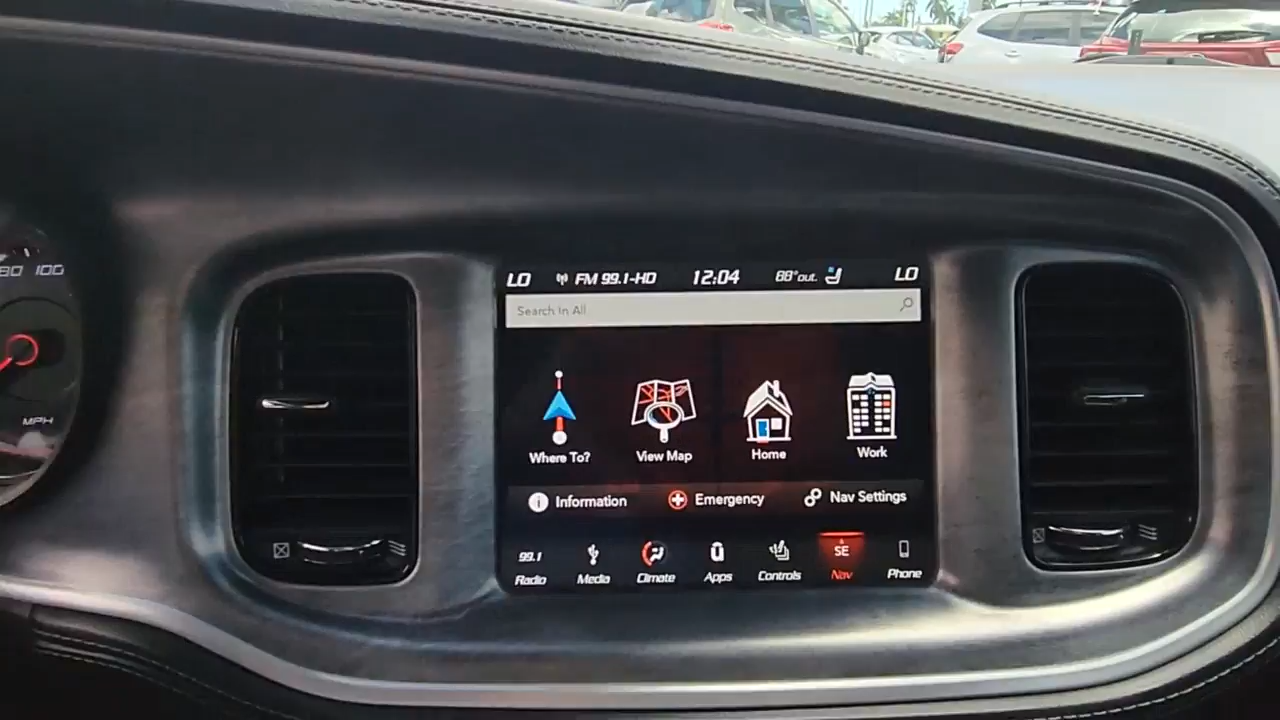 80 100
MPH
LO FM 99.1-HD 12:04 88°out. LO
Search In All
Where To? View Map Home Work
Information Emergency Nav Settings
99.1 SE
Radio Media Climate Apps Controls Nav Phone